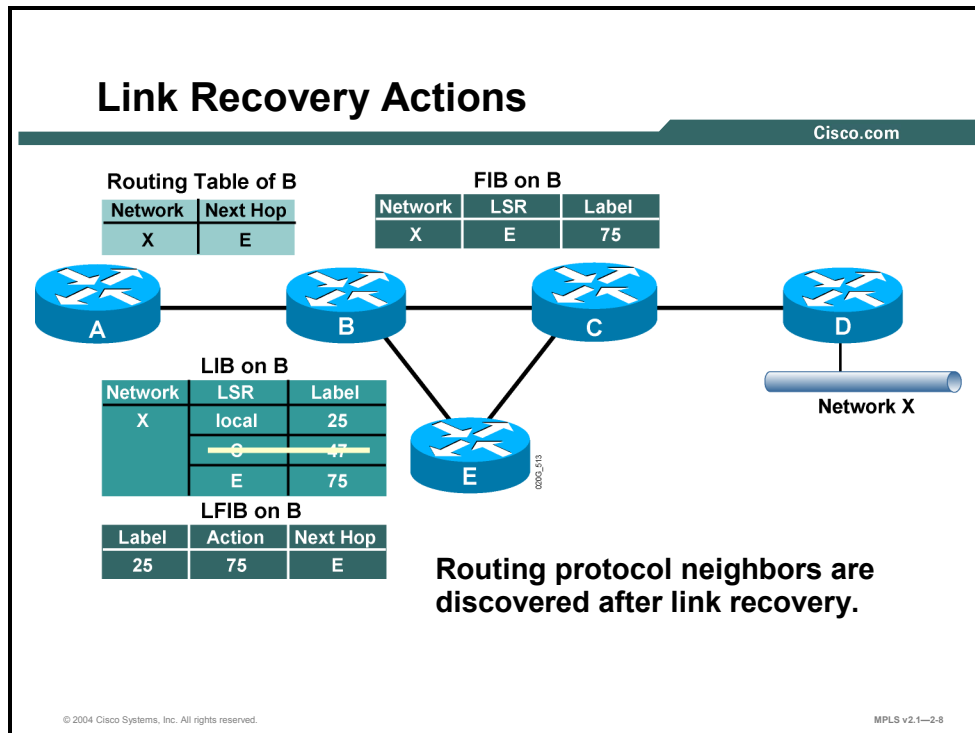 Link Recovery Actions
Cisco.com
Routing Table of B
Network Next Hop
X E
FIB on B
Network LSR Label
X E 75
A
B
C
D
Network X
LIB on B
Network LSR Label
X local 25
C 47
E 75
E
020G_513
LFIB on B
Label Action Next Hop
25 75 E
Routing protocol neighbors are
discovered after link recovery.
© 2004 Cisco Systems, Inc. All rights reserved.
MPLS v2.1—2-8